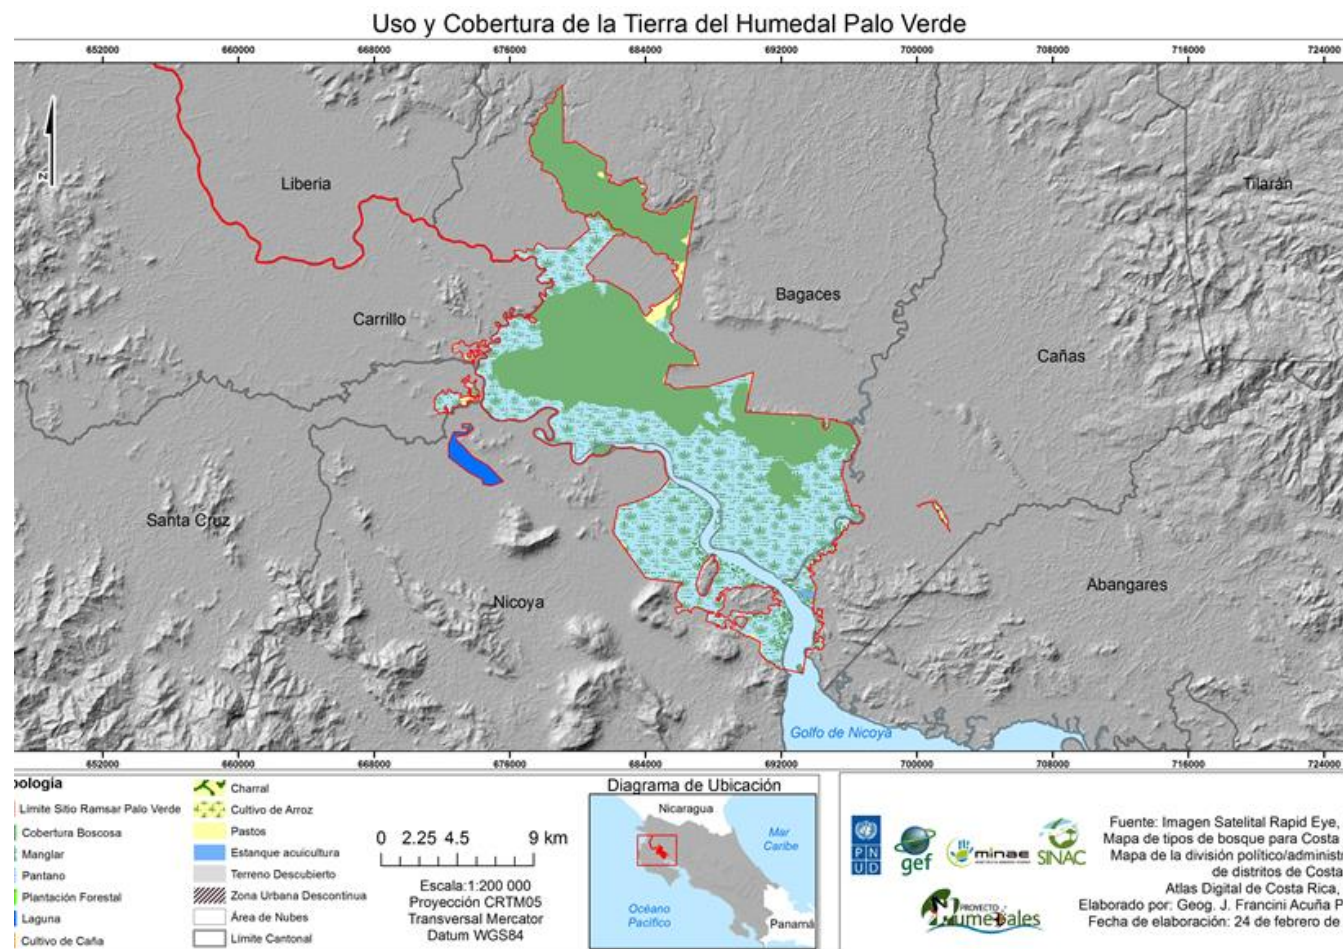 Uso y Cobertura de la Tierra del Humedal Palo Verde
652000 660000 668000 676000 684000 692000 700000 708000 716000 724000
N
Liberia
Tilarán
Bagaces
Carrillo
Cañas
Santa Cruz
Abangares
Nicoya
Golfo de Nicoya
652000 660000 668000 676000 684000 692000 700000 708000 716000 724000
pología
Límite Sitio Ramsar Palo Verde
Cobertura Boscosa
Manglar
Pantano
Plantación Forestal
Laguna
Cultivo de Caña
Charral
Cultivo de Arroz
Pastos
Estanque acuicultura
Terreno Descubierto
Zona Urbana Descontinua
Área de Nubes
Límite Cantonal
0 2.25 4.5 9 km
Escala:1:200 000
Proyección CRTM05
Transversal Mercator
Datum WGS84
Diagrama de Ubicación
Nicaragua
Mar
Caribe
Océano
Pacífico
Panamá
P N
U D
gef
minae
SINAC
PROYECTO
Humedales
Fuente: Imagen Satelital Rapid Eye,
Mapa de tipos de bosque para Costa
Mapa de la división político/administ
de distritos de Costa
Atlas Digital de Costa Rica,
Elaborado por: Geog. J. Francini Acuña P
Fecha de elaboración: 24 de febrero de